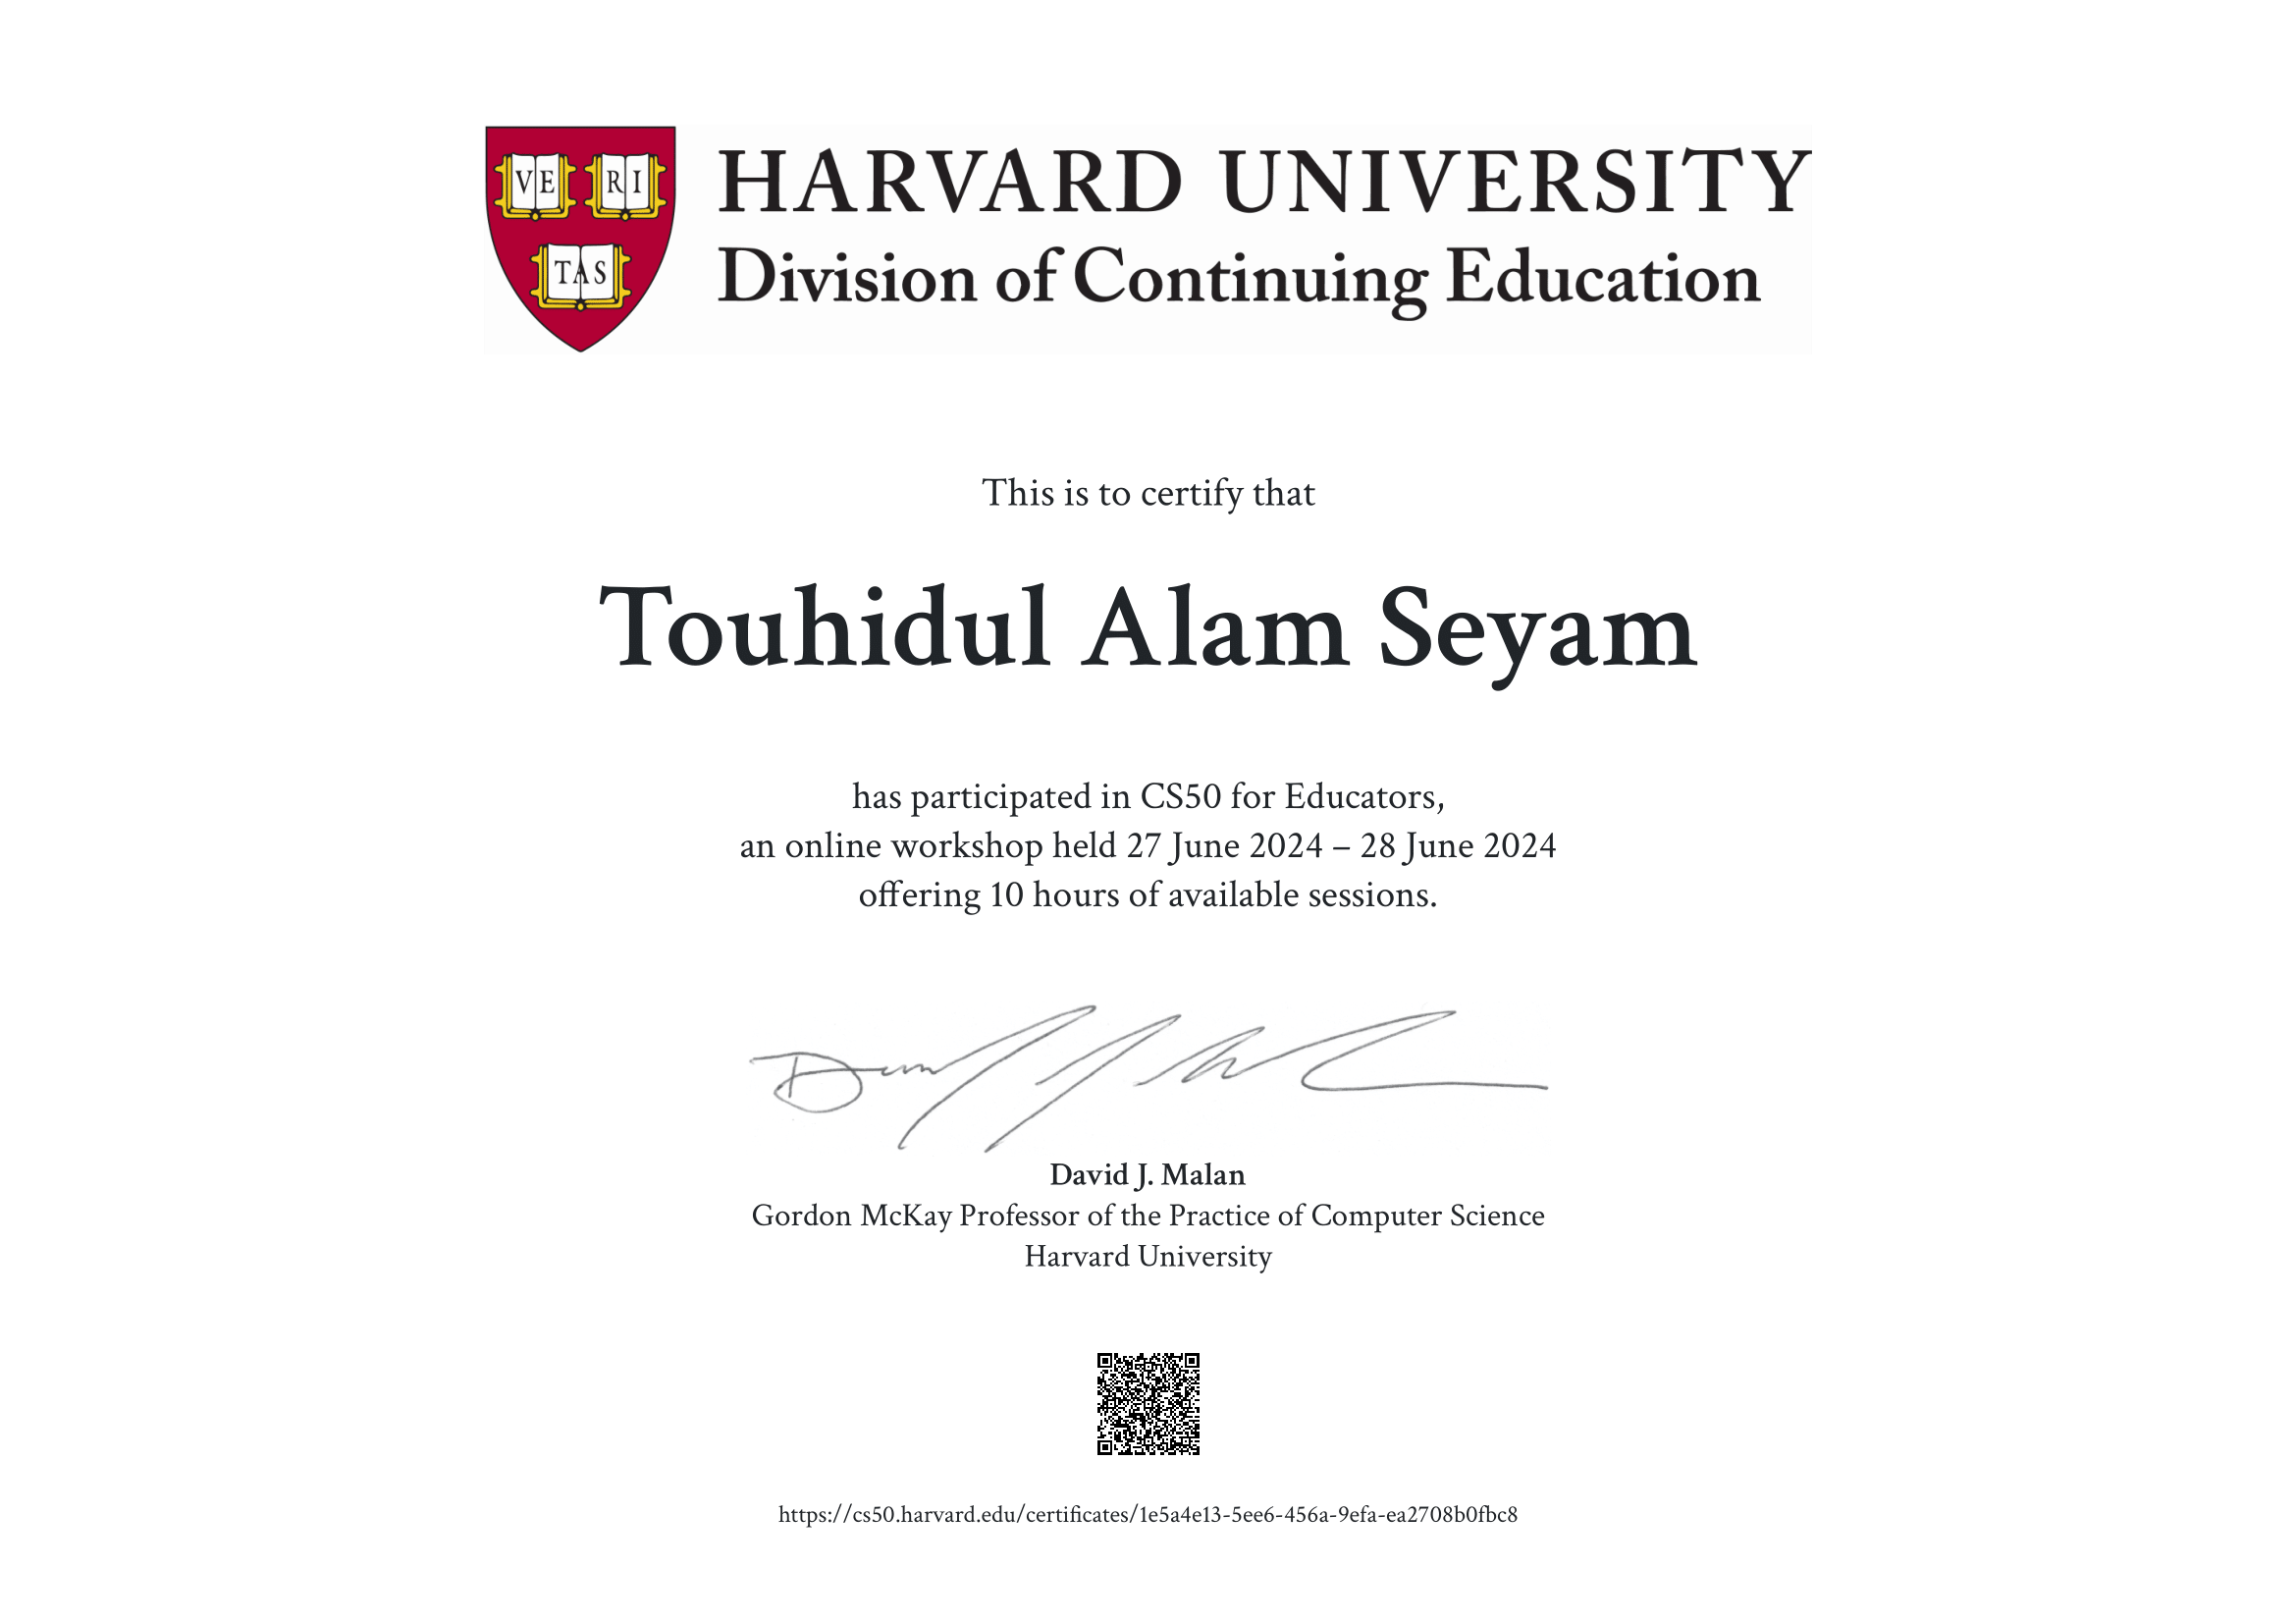 VE RI
TAS
HARVARD UNIVERSITY
Division of Continuing Education
This is to certify that
Touhidul Alam Seyam
has participated in CS50 for Educators,
an online workshop held 27 June 2024 – 28 June 2024
offering 10 hours of available sessions.
David J. Malan
Gordon McKay Professor of the Practice of Computer Science
Harvard University
https://cs50.harvard.edu/certificates/1e5a4e13-5ee6-456a-9efa-ea2708b0fbc8